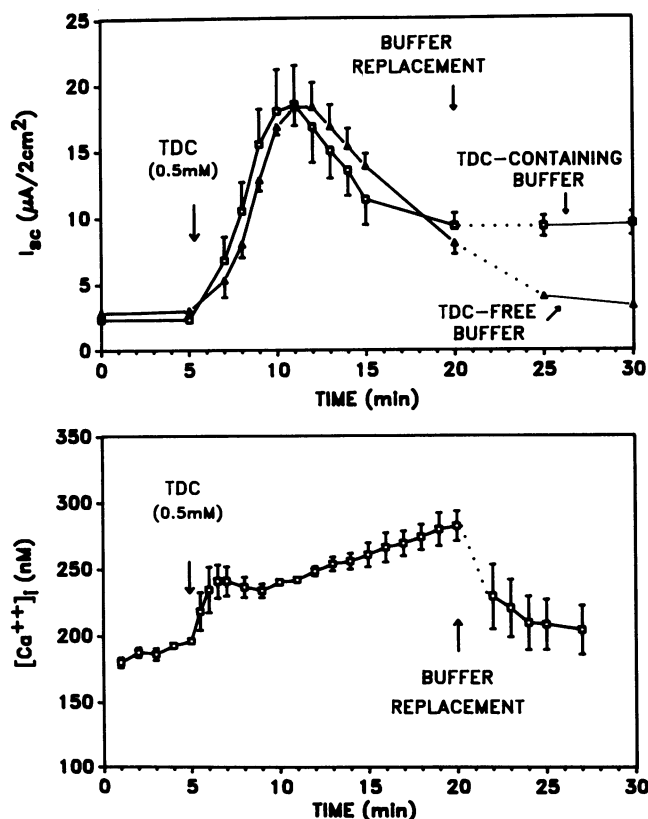 25
20
15
10
5
0
I_sc (µA/2cm²)
BUFFER
REPLACEMENT
TDC
(0.5mM)
TDC-CONTAINING
BUFFER
TDC-FREE
BUFFER
0 5 10 15 20 25 30
TIME (min)
350
300
250
200
150
100
[Ca⁺⁺]i (nM)
TDC
(0.5mM)
BUFFER
REPLACEMENT
0 5 10 15 20 25 30
TIME (min)